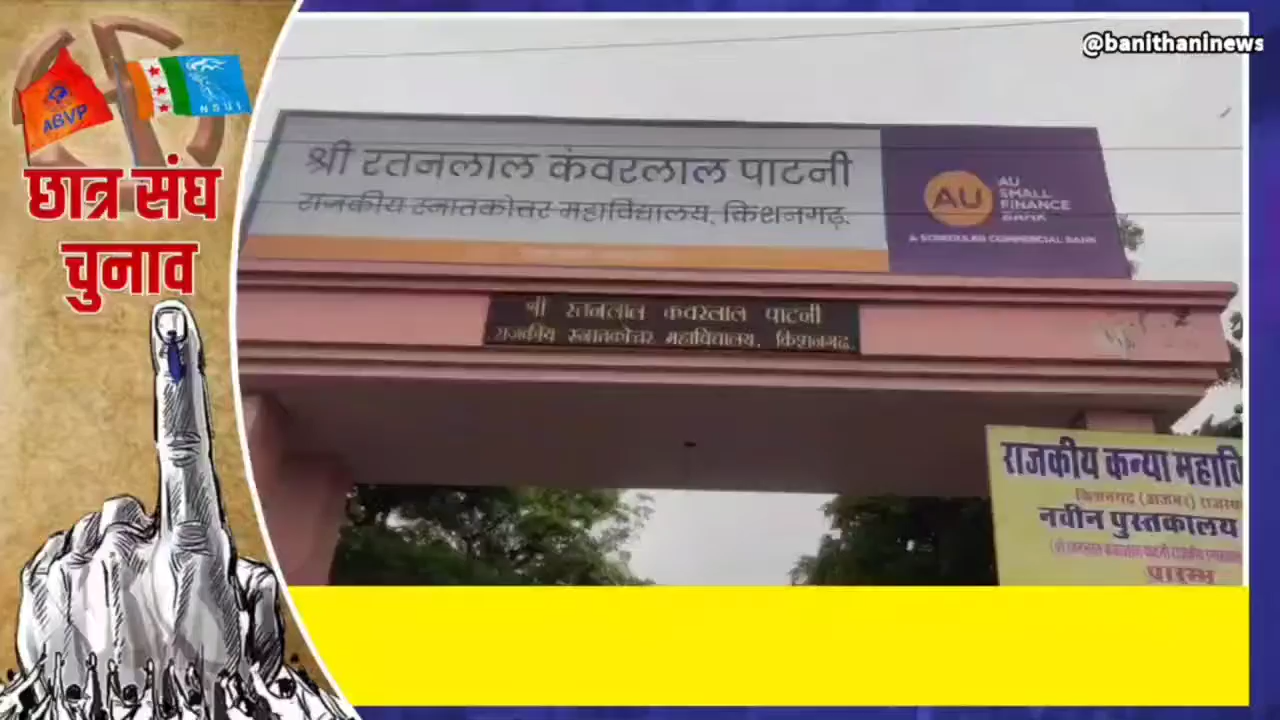 @banithaninews
ABVP
NSUI
छात्र संघ
चुनाव
श्री रतनलाल कंवरलाल पाटनी
राजकीय स्नातकोत्तर महाविद्यालय, किशनगढ़.
AU
AU
SMALL
FINANCE
BANK
A SCHEDULED COMMERCIAL BANK
श्री रतनलाल कंवरलाल पाटनी
राजकीय स्नातकोत्तर महाविद्यालय, किशनगढ़.
राजकीय कन्या महावि
किशनगढ़ (अजमेर)
नवीन पुस्तकालय
प्रारम्भ